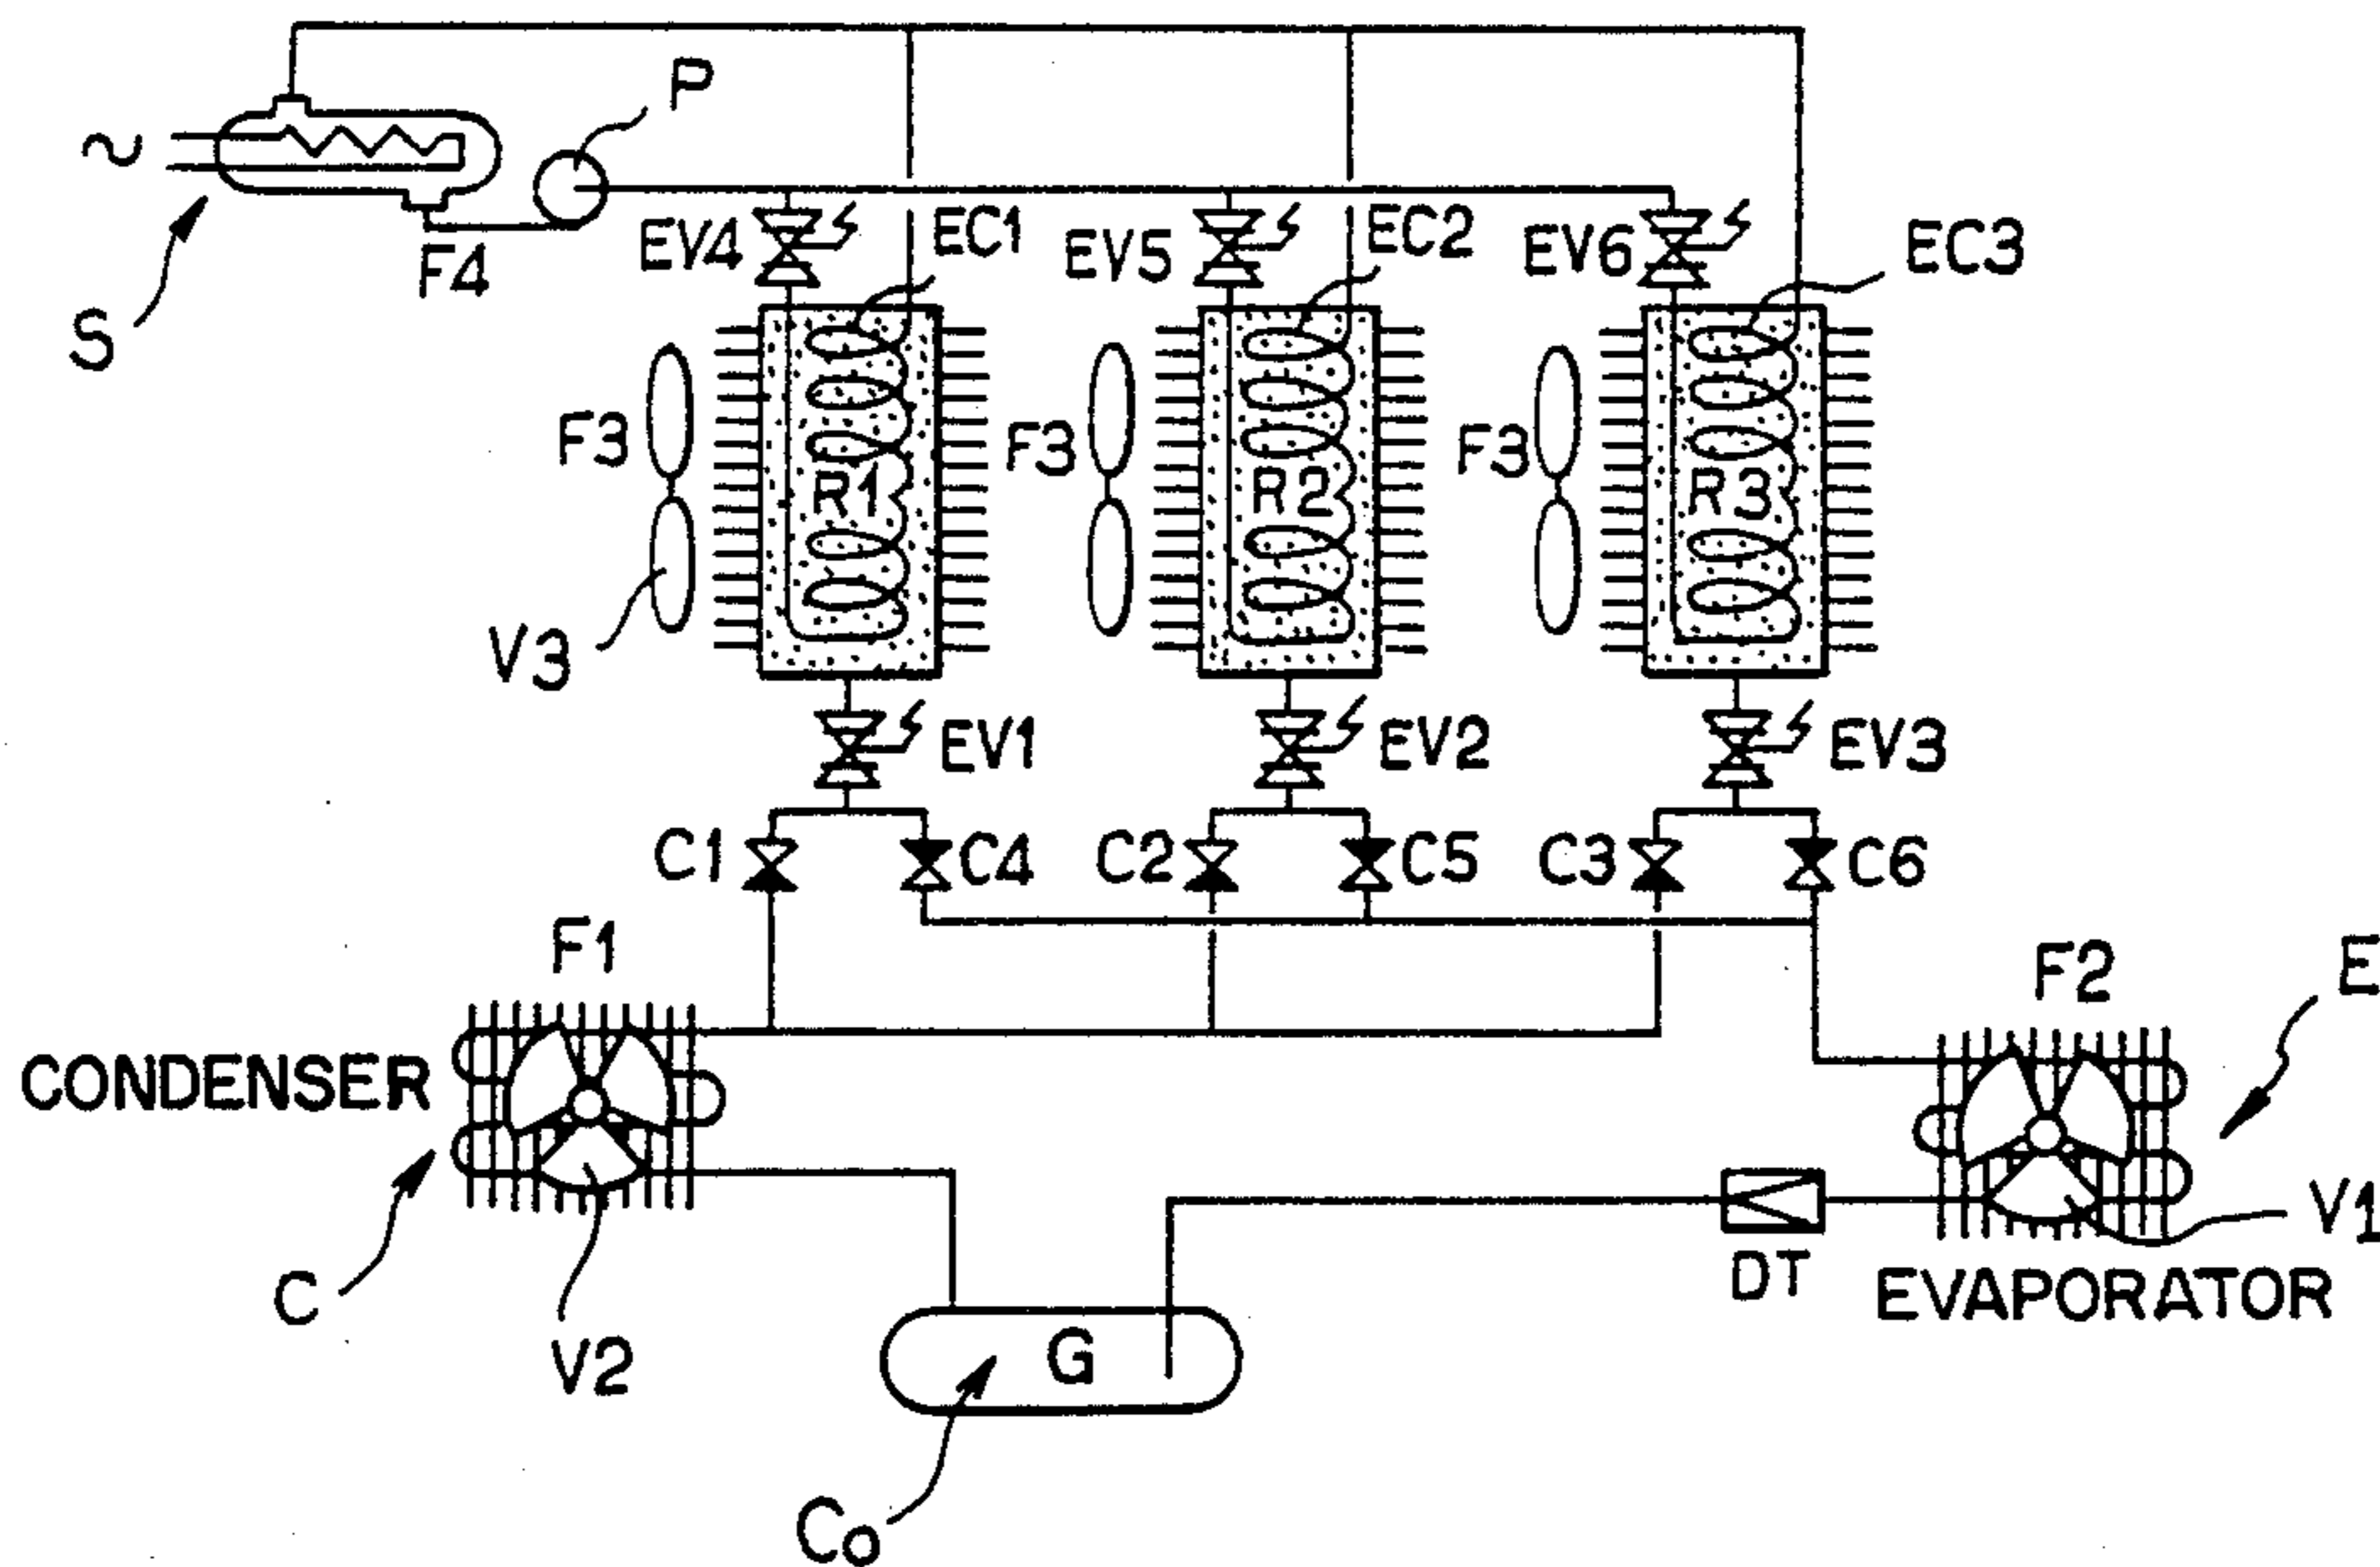 P
~
EV4
EC1
EV5
EC2
EV6
EC3
F4
S
F3
F3
F3
R1
R2
R3
V3
EV1
EV2
EV3
C1
C4
C2
C5
C3
C6
F1
F2
E
CONDENSER
V1
DT
C
EVAPORATOR
G
V2
Co